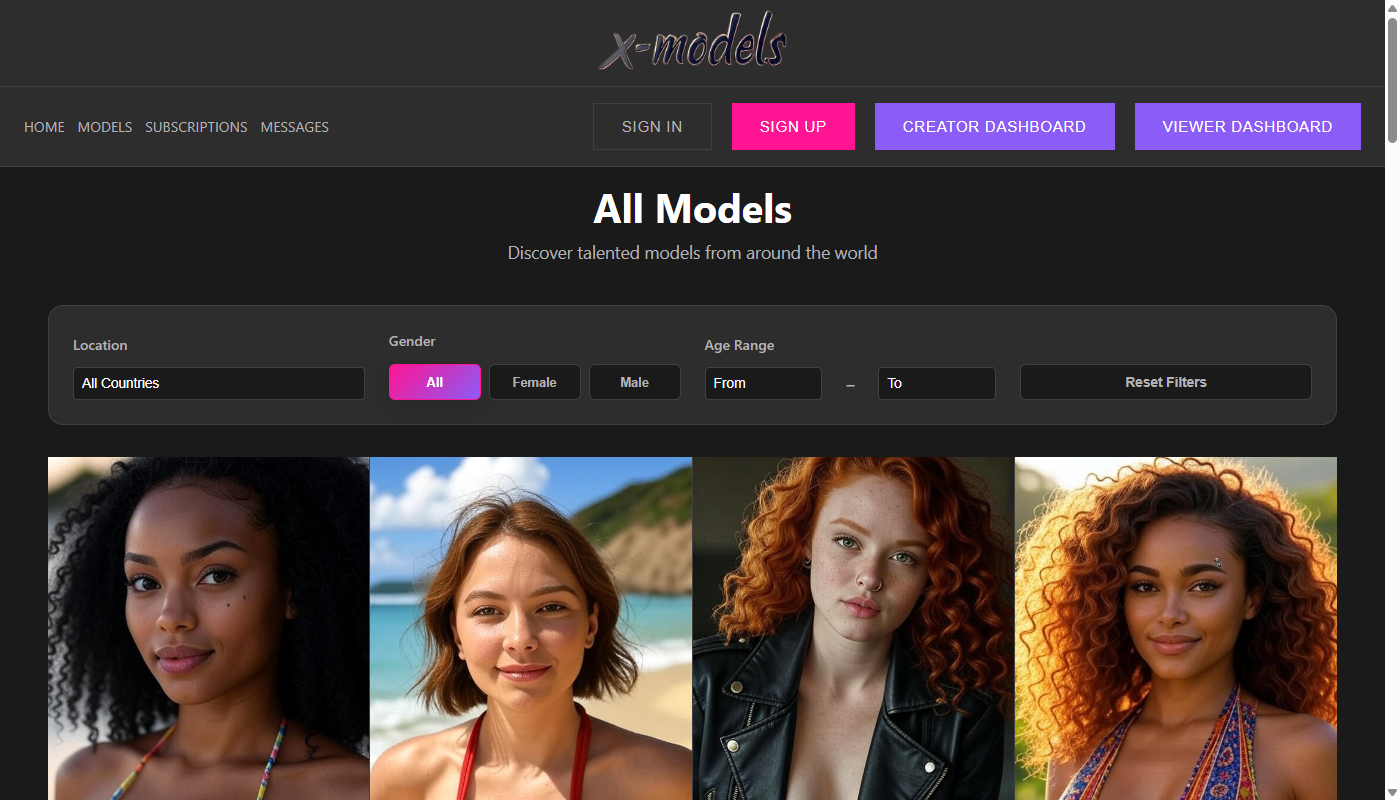 x-models
HOME MODELS SUBSCRIPTIONS MESSAGES SIGN IN SIGN UP CREATOR DASHBOARD VIEWER DASHBOARD
All Models
Discover talented models from around the world
Location Gender Age Range
All Countries All Female Male From – To Reset Filters